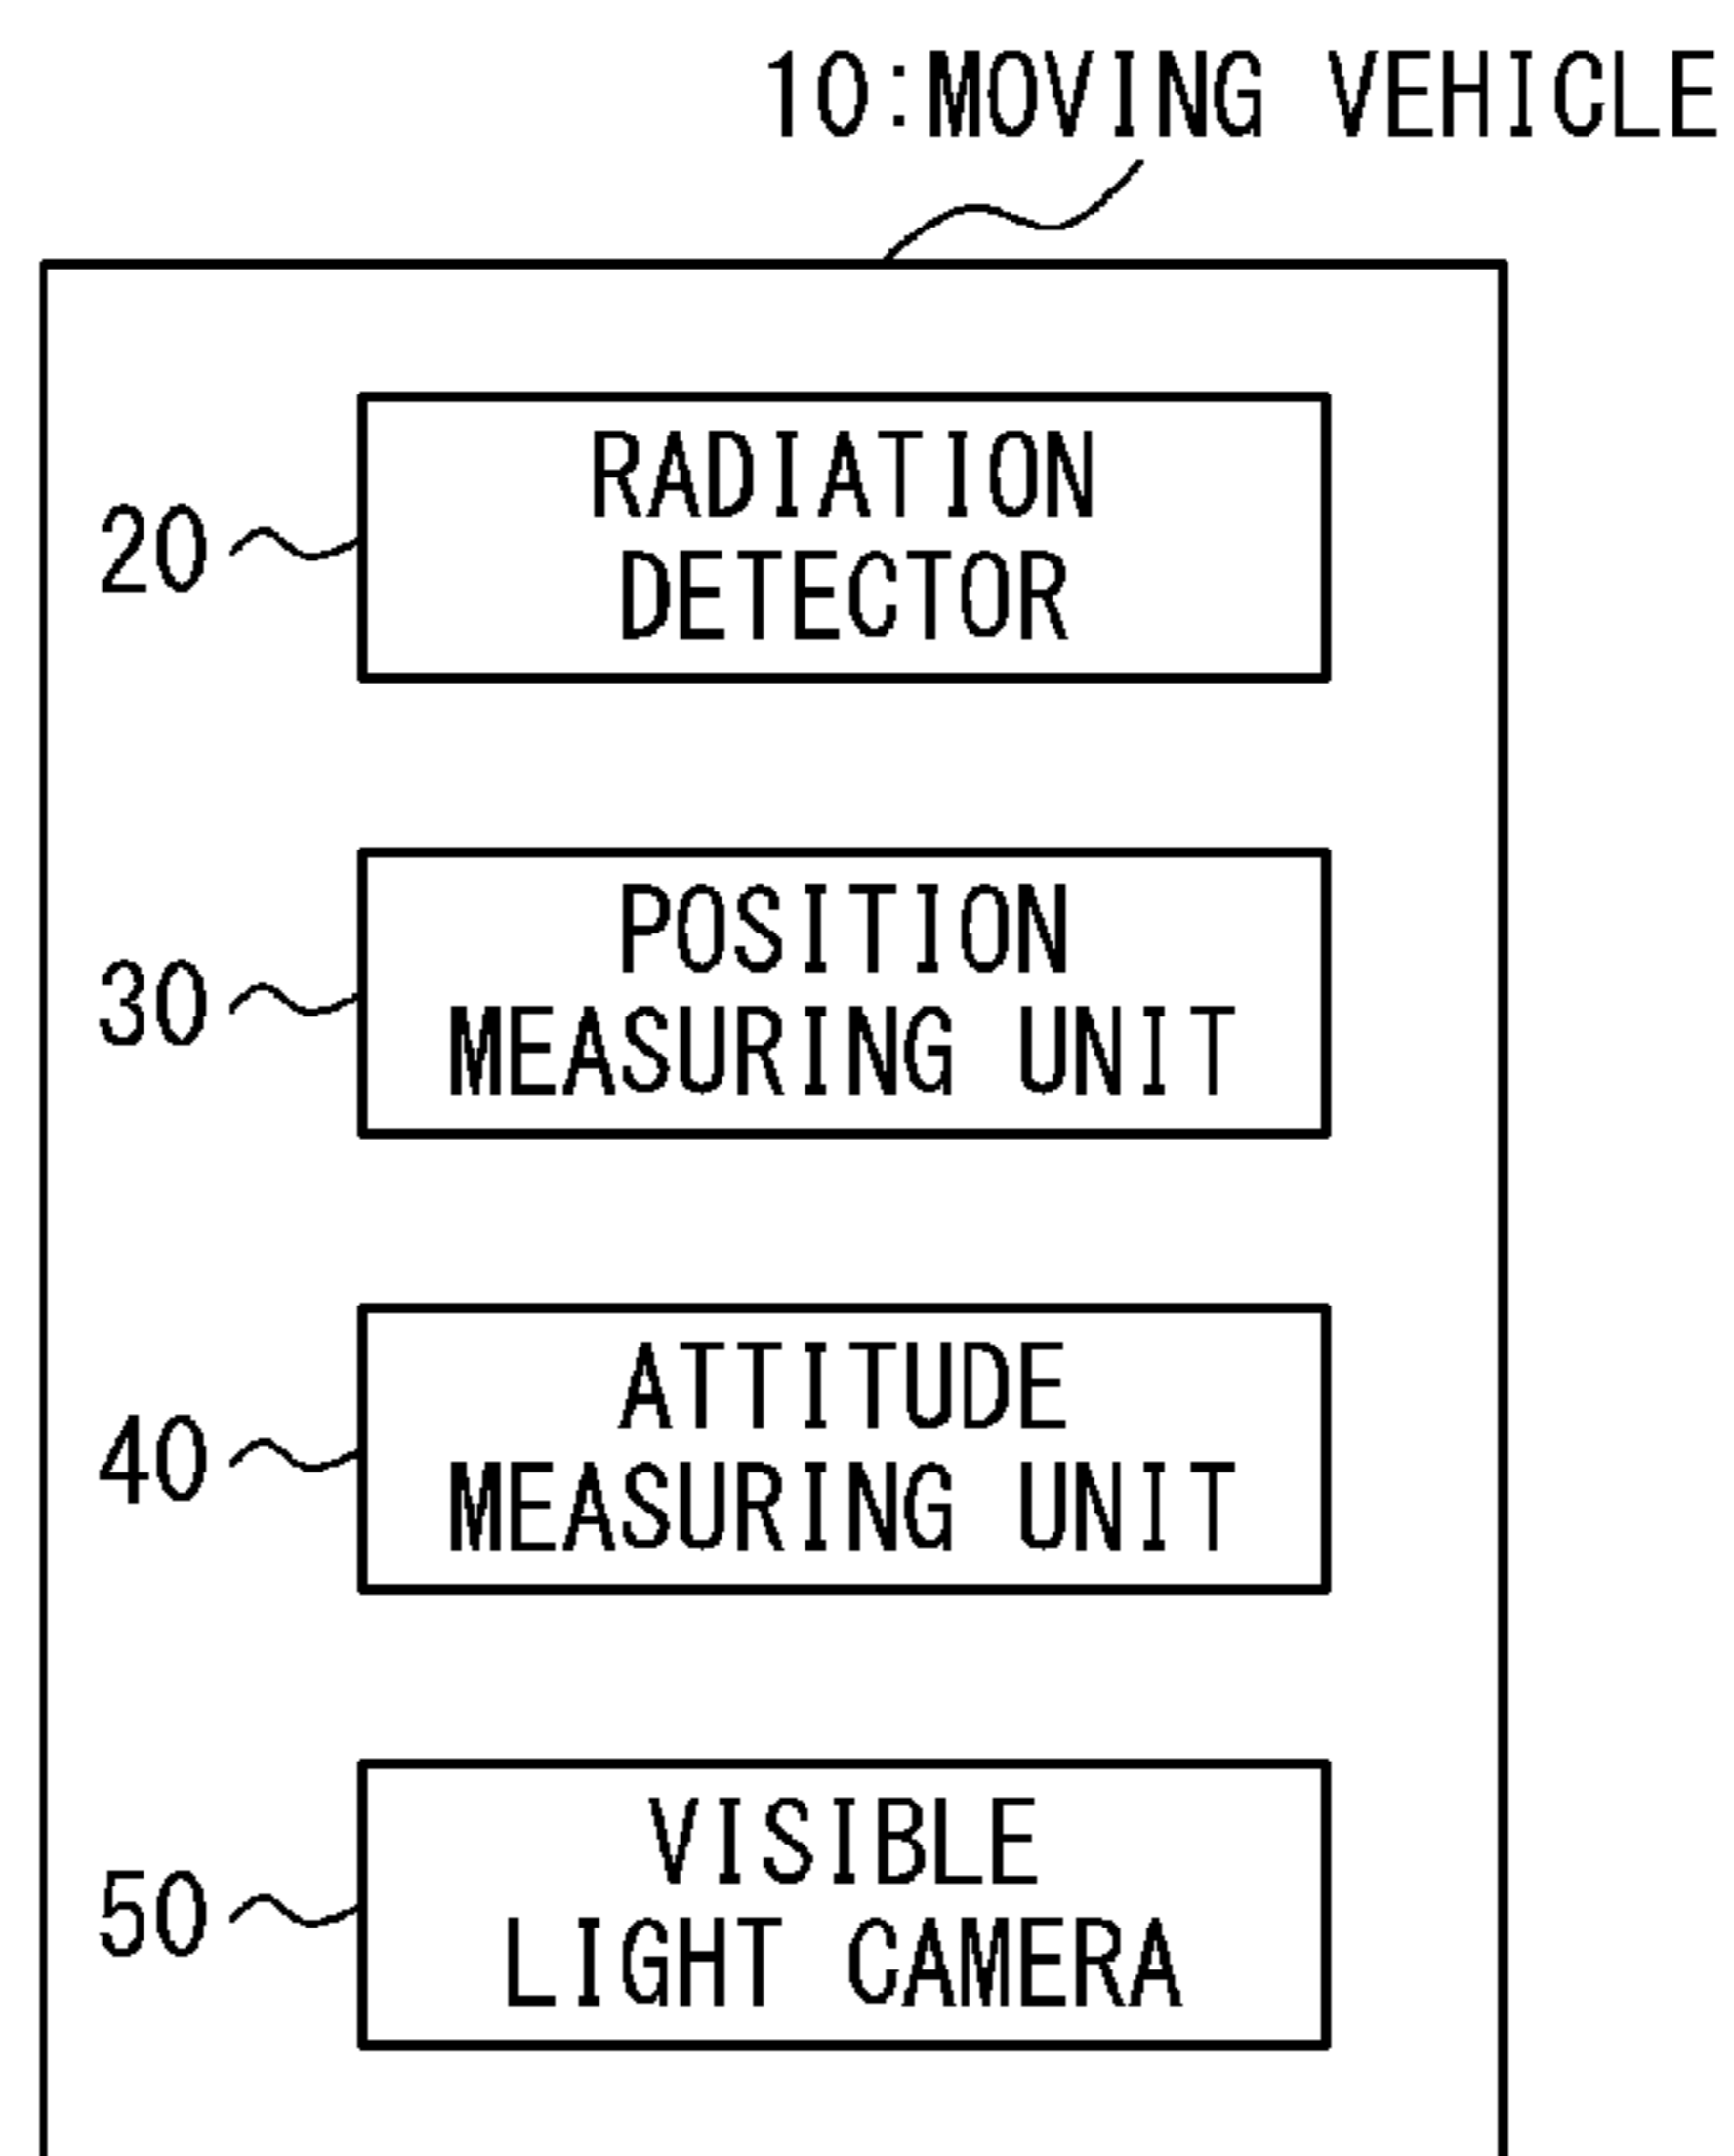 10:MOVING VEHICLE
20
RADIATION
DETECTOR
30
POSITION
MEASURING UNIT
40
ATTITUDE
MEASURING UNIT
50
VISIBLE
LIGHT CAMERA